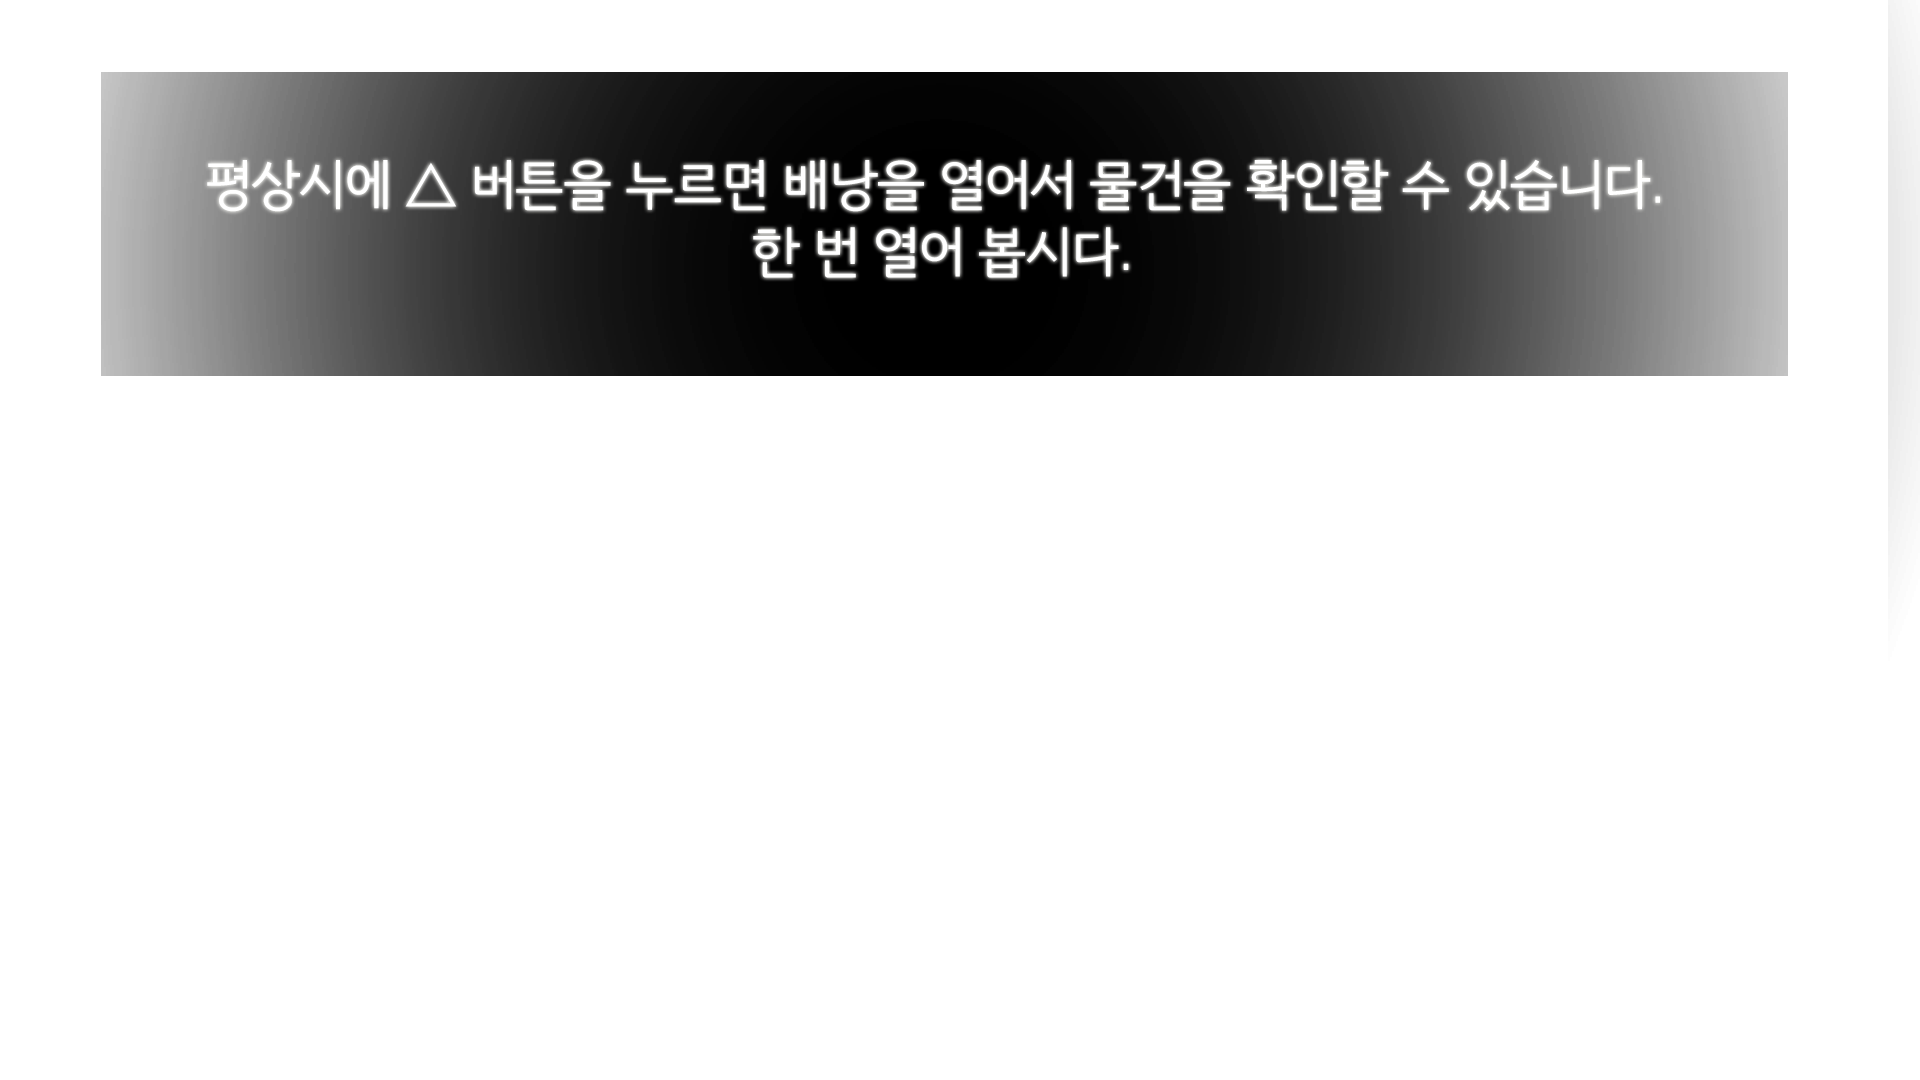 평상시에 △ 버튼을 누르면 배낭을 열어서 물건을 확인할 수 있습니다.
한 번 열어 봅시다.